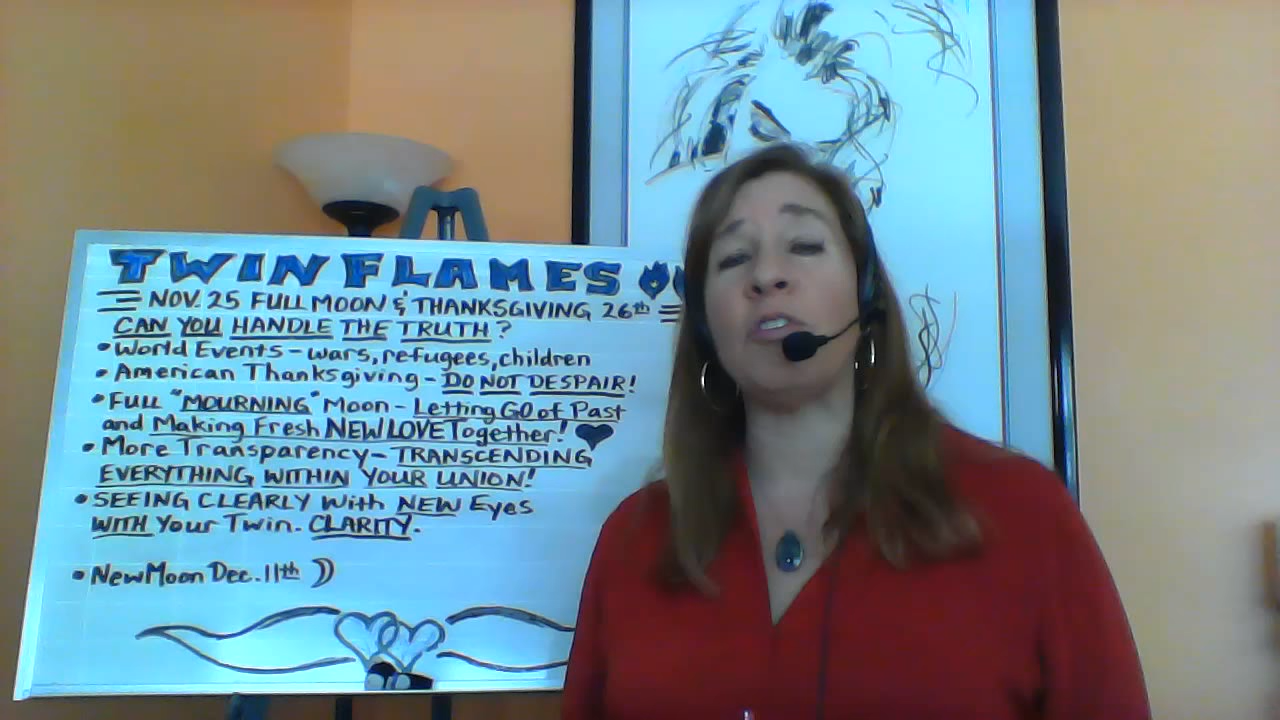 TWIN FLAMES
NOV. 25 FULL MOON & THANKSGIVING 26th
CAN YOU HANDLE THE TRUTH?
• World Events - wars, refugees, children
• American Thanksgiving - DO NOT DESPAIR!
• FULL "MOURNING" Moon - Letting GO of Past
and Making Fresh NEW LOVE Together!
• More Transparency - TRANSCENDING
EVERYTHING WITHIN YOUR UNION!
• SEEING CLEARLY With NEW Eyes
WITH Your Twin. CLARITY.
• New Moon Dec. 11th